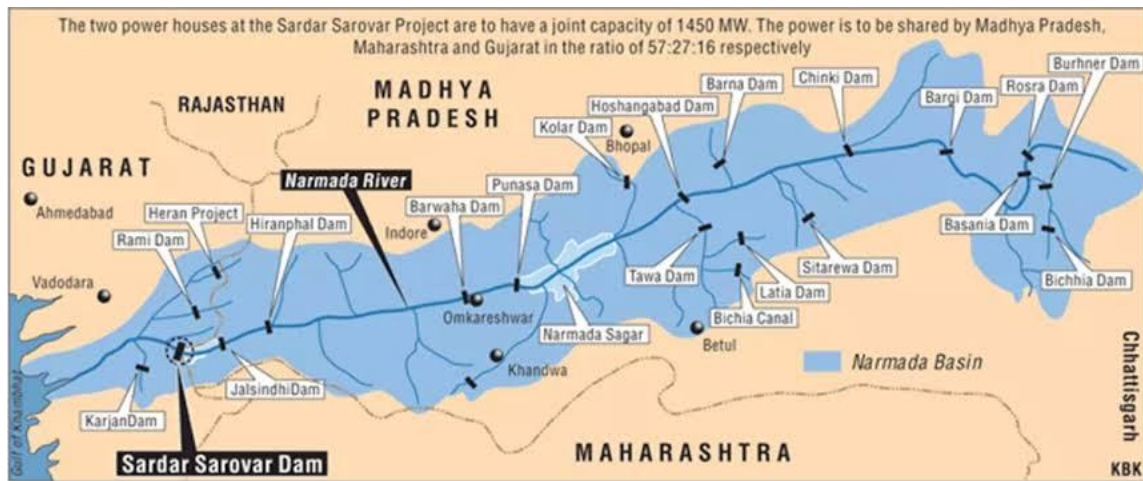 The two power houses at the Sardar Sarovar Project are to have a joint capacity of 1450 MW. The power is to be shared by Madhya Pradesh,
Maharashtra and Gujarat in the ratio of 57:27:16 respectively
Burhner Dam
Chinki Dam
Rosra Dam
Barna Dam
Bargi Dam
MADHYA
PRADESH
RAJASTHAN
Hoshangabad Dam
Kolar Dam
Bhopal
GUJARAT
Narmada River
Punasa Dam
Ahmedabad
Heran Project
Hiranphal Dam
Barwaha Dam
Indore
Rami Dam
Basania Dam
Tawa Dam
Sitarewa Dam
Bichhia Dam
Vadodara
Latia Dam
Omkareshwar
Narmada Sagar
Bichia Canal
Betul
Khandwa
Narmada Basin
JalsindhiDam
KarjanDam
Gulf of Khambhat
Chhattisgarh
Sardar Sarovar Dam
MAHARASHTRA
KBK